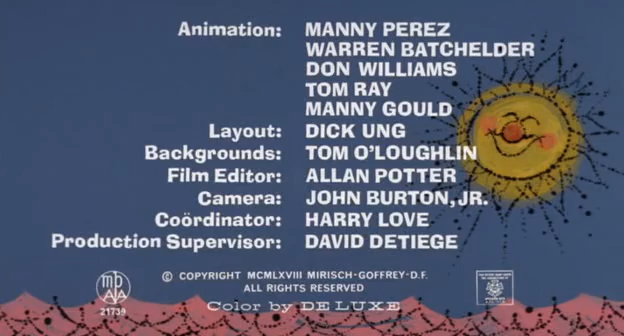 Animation: MANNY PEREZ
WARREN BATCHELDER
DON WILLIAMS
TOM RAY
MANNY GOULD
Layout: DICK UNG
Backgrounds: TOM O'LOUGHLIN
Film Editor: ALLAN POTTER
Camera: JOHN BURTON, JR.
Coördinator: HARRY LOVE
Production Supervisor: DAVID DETIEGE
© COPYRIGHT MCMLXVIII MIRISCH-GOFFREY-D.F.
ALL RIGHTS RESERVED
Color by DE LUXE
21739